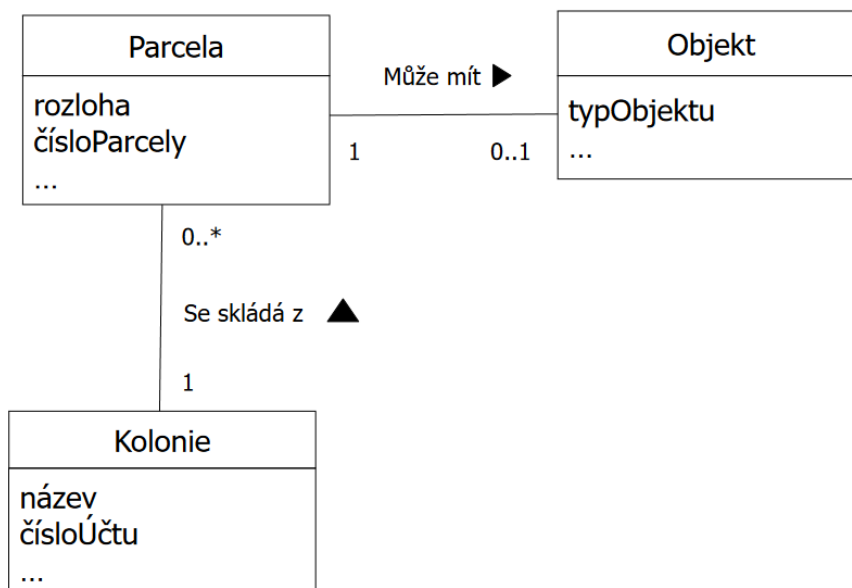 Parcela
rozloha
čísloParcely
...
Může mít
1
0..1
Objekt
typObjektu
...
0..*
Se skládá z
1
Kolonie
název
čísloÚčtu
...